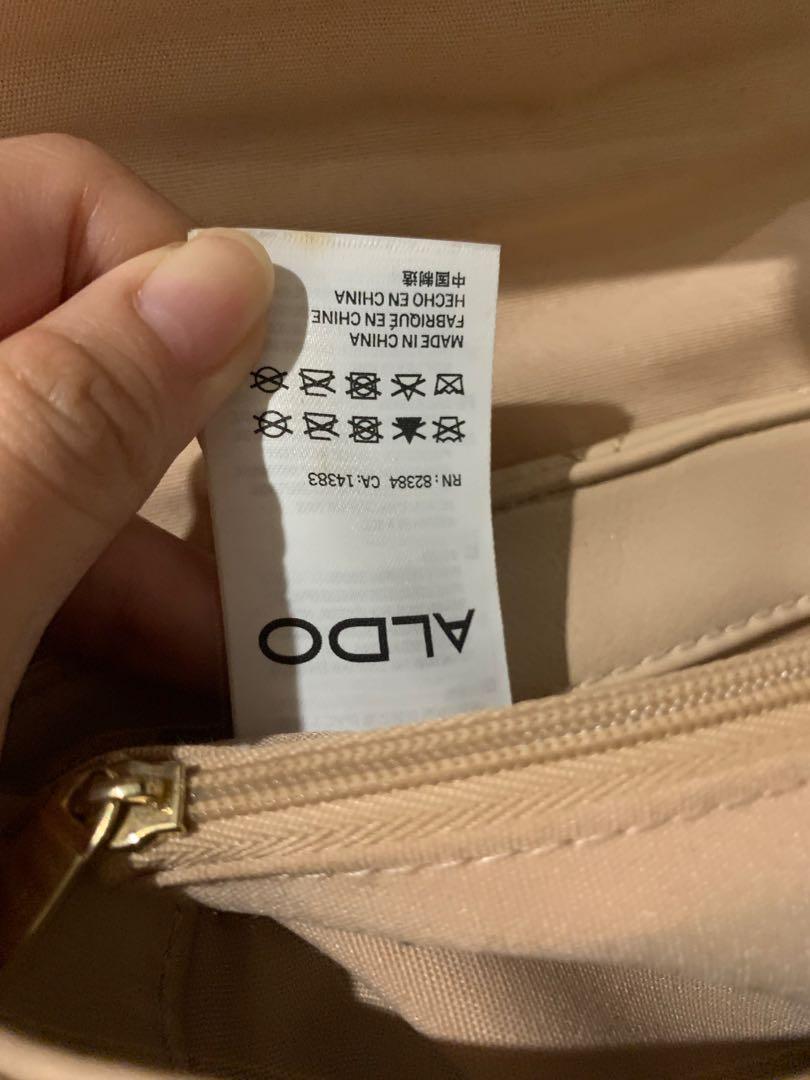 ALDO
RN: 82384 CA: 14383
MADE IN CHINA
FABRIQUÉ EN CHINE
HECHO EN CHINA
中国制造